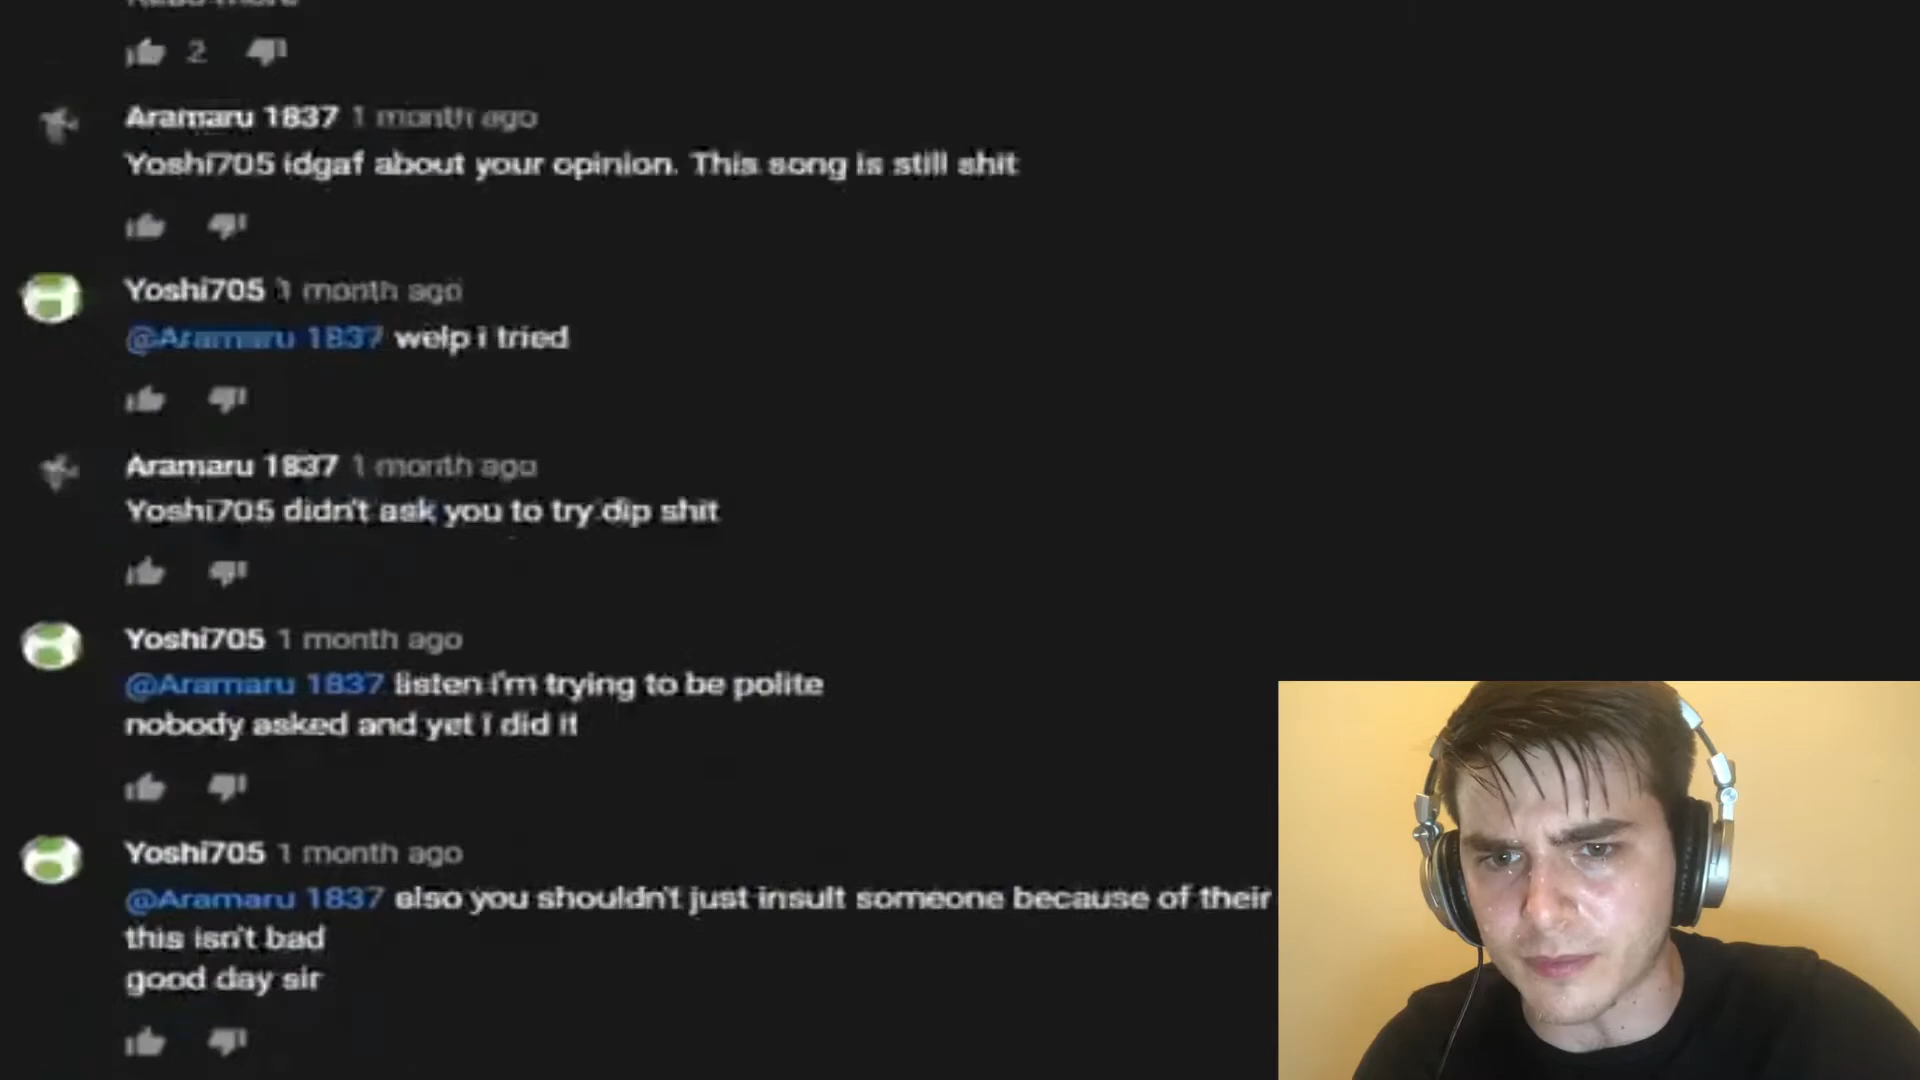 Read more
2
Aramaru 1837 1 month ago
Yoshi705 idgaf about your opinion. This song is still shit
Yoshi705 1 month ago
@Aramaru 1837 welp i tried
Aramaru 1837 1 month ago
Yoshi705 didn't ask you to try dip shit
Yoshi705 1 month ago
@Aramaru 1837 listen i'm trying to be polite
nobody asked and yet i did it
Yoshi705 1 month ago
@Aramaru 1837 also you shouldn't just insult someone because of their
this isn't bad
good day sir